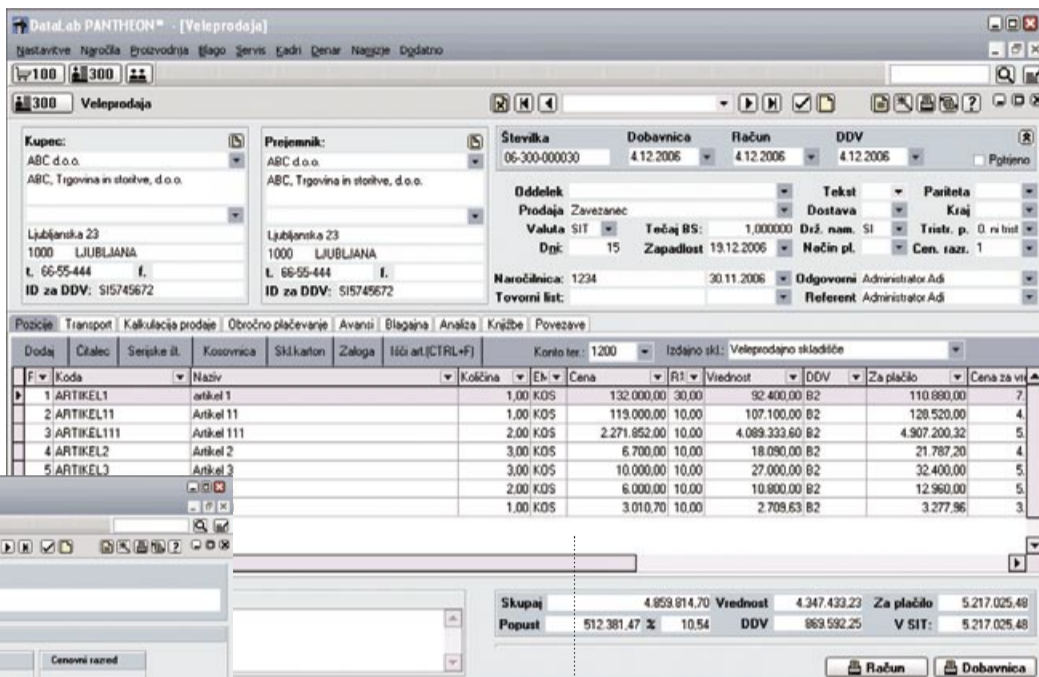 DataLab PANTHEON™ - [Veleprodaja]
Nastavitve Naročila Proizvodnja Blago Servis Kadri Denar Nagizje Dodatno
100 300
300 Veleprodaja
Kupec:
ABC d.o.o.
ABC, Trgovina in storitve, d.o.o.
Ljubljanska 23
1000 LJUBLJANA
t. 66-55-444 f.
ID za DDV: SI5745672
Prejemnik:
ABC d.o.o.
ABC, Trgovina in storitve, d.o.o.
Ljubljanska 23
1000 LJUBLJANA
t. 66-55-444 f.
ID za DDV: SI5745672
Številka Dobavnica Račun DDV
06-300-000030 4.12.2006 4.12.2006 4.12.2006 Potrjeno
Oddelek Tekst Pariteta
Prodaja Zavezanec Dostava Kraj
Valuta SIT Tečaj BS: 1,000000 Drž. nam. SI Tristr. p. 0. ni trist
Dni: 15 Zapadlost 19.12.2006 Način pl. Cen. razr. 1
Naročilnica: 1234 30.11.2006 Odgovorni Administrator Adi
Tovorni list: Referent Administrator Adi
Pozicije Transport Kalkulacija prodaje Obročno plačevanje Avansi Blagajna Analiza Knjižbe Povezave
Dodaj Čitalec Serijske št. Kosovnica Skl.karton Zaloga Išči art.(CTRL+F) Konto ter.: 1200 Izdajno skl.: Veleprodajno skladišče
Koda Naziv Količina Cena Vrednost DDV Za plačilo
1 ARTIKEL1 artikel 1 1,00 KOS 132.000,00 30,00 92.400,00 B2 110.880,00 7.
2 ARTIKEL11 Artikel 11 1,00 KOS 119.000,00 10,00 107.100,00 B2 128.520,00 4.
3 ARTIKEL111 Artikel 111 2,00 KOS 2.271.852,00 10,00 4.089.333,60 B2 4.907.200,32 5.
4 ARTIKEL2 Artikel 2 3,00 KOS 6.700,00 10,00 18.090,00 B2 21.787,20 4.
5 ARTIKEL3 Artikel 3 3,00 KOS 10.000,00 10,00 27.000,00 B2 32.400,00 5.
2,00 KOS 6.000,00 10,00 10.800,00 B2 12.960,00 5.
1,00 KOS 3.010,70 10,00 2.709,63 B2 3.277,96 3.
Skupaj 4.859.814,70 Vrednost 4.347.433,23 Za plačilo 5.217.025,48
Popust 512.381,47 % 10,54 DDV 869.592,25 V SIT: 5.217.025,48
Cenovni razred
Račun Dobavnica